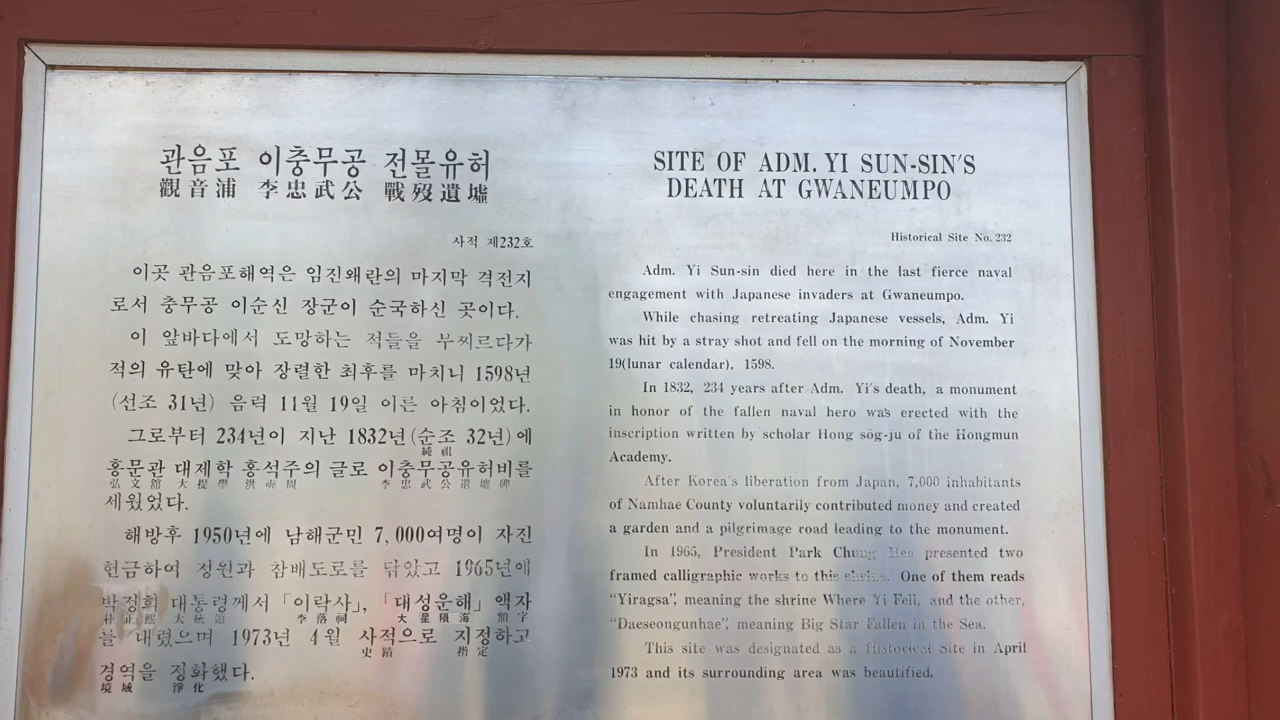 관음포 이충무공 전몰유허
觀音浦 李忠武公 戰歿遺墟
사적 제232호
이곳 관음포해역은 임진왜란의 마지막 격전지
로서 충무공 이순신 장군이 순국하신 곳이다.
이 앞바다에서 도망하는 적들을 무찌르다가
적의 유탄에 맞아 장렬한 최후를 마치니 1598년
(선조 31년) 음력 11월 19일 이른 아침이었다.
그로부터 234년이 지난 1832년(순조 32년)에
純祖
홍문관 대제학 홍석주의 글로 이충무공유허비를
弘文館 大提學 洪奭周 李忠武公遺墟碑
세웠었다.
해방후 1950년에 남해군민 7,000여명이 자진
헌금하여 정원과 참배도로를 닦았고 1965년에
박정희 대통령께서 「이락사」, 「대성운해」 액자
朴正熙 大統領 李落祠 大星隕海 額字
를 내렸으며 1973년 4월 사적으로 지정하고
史蹟 指定
경역을 정화했다.
境域 淨化
SITE OF ADM. YI SUN-SIN'S
DEATH AT GWANEUMPO
Historical Site No. 232
Adm. Yi Sun-sin died here in the last fierce naval
engagement with Japanese invaders at Gwaneumpo.
While chasing retreating Japanese vessels, Adm. Yi
was hit by a stray shot and fell on the morning of November
19(lunar calendar), 1598.
In 1832, 234 years after Adm. Yi's death, a monument
in honor of the fallen naval hero was erected with the
inscription written by scholar Hong sŏg-ju of the Hongmun
Academy.
After Korea's liberation from Japan, 7,000 inhabitants
of Namhae County voluntarily contributed money and created
a garden and a pilgrimage road leading to the monument.
In 1965, President Park Chung Hee presented two
framed calligraphic works to this shrine. One of them reads
"Yiragsa", meaning the shrine Where Yi Fell, and the other,
"Daeseongunhae", meaning Big Star Fallen in the Sea.
This site was designated as a Historical Site in April
1973 and its surrounding area was beautified.